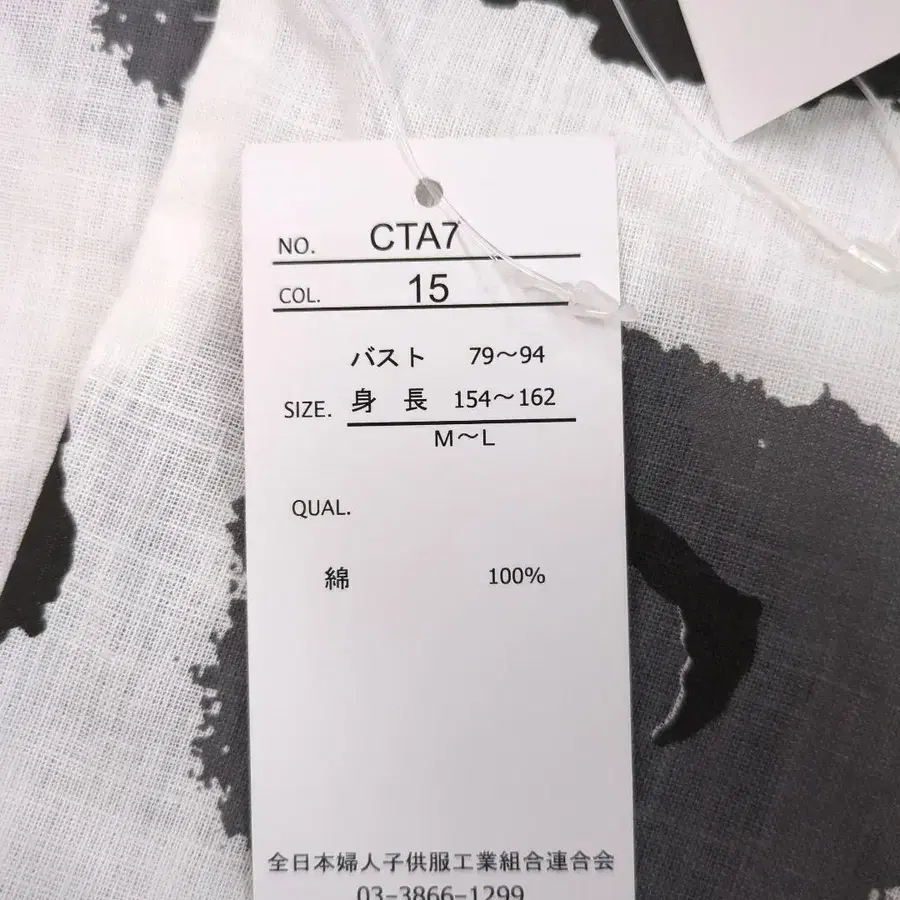 NO. CTA7
COL. 15
バスト 79～94
SIZE. 身 長 154～162
M～L
QUAL.
綿 100%
全日本婦人子供服工業組合連合会
03-3866-1299